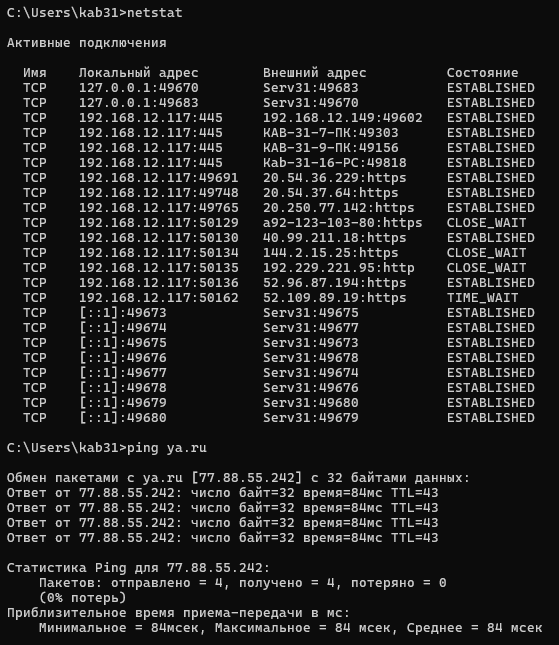 C:\Users\kab31>netstat
Активные подключения
Имя Локальный адрес Внешний адрес Состояние
TCP 127.0.0.1:49670 Serv31:49683 ESTABLISHED
TCP 127.0.0.1:49683 Serv31:49670 ESTABLISHED
TCP 192.168.12.117:445 192.168.12.149:49602 ESTABLISHED
TCP 192.168.12.117:445 КАВ-31-7-ПК:49303 ESTABLISHED
TCP 192.168.12.117:445 КАВ-31-9-ПК:49156 ESTABLISHED
TCP 192.168.12.117:445 Kab-31-16-PC:49818 ESTABLISHED
TCP 192.168.12.117:49691 20.54.36.229:https ESTABLISHED
TCP 192.168.12.117:49748 20.54.37.64:https ESTABLISHED
TCP 192.168.12.117:49765 20.250.77.142:https ESTABLISHED
TCP 192.168.12.117:50129 a92-123-103-80:https CLOSE_WAIT
TCP 192.168.12.117:50130 40.99.211.18:https ESTABLISHED
TCP 192.168.12.117:50134 144.2.15.25:https CLOSE_WAIT
TCP 192.168.12.117:50135 192.229.221.95:http CLOSE_WAIT
TCP 192.168.12.117:50136 52.96.87.194:https ESTABLISHED
TCP 192.168.12.117:50162 52.109.89.19:https TIME_WAIT
TCP [::1]:49673 Serv31:49675 ESTABLISHED
TCP [::1]:49674 Serv31:49677 ESTABLISHED
TCP [::1]:49675 Serv31:49673 ESTABLISHED
TCP [::1]:49676 Serv31:49678 ESTABLISHED
TCP [::1]:49677 Serv31:49674 ESTABLISHED
TCP [::1]:49678 Serv31:49676 ESTABLISHED
TCP [::1]:49679 Serv31:49680 ESTABLISHED
TCP [::1]:49680 Serv31:49679 ESTABLISHED
C:\Users\kab31>ping ya.ru
Обмен пакетами с ya.ru [77.88.55.242] с 32 байтами данных:
Ответ от 77.88.55.242: число байт=32 время=84мс TTL=43
Ответ от 77.88.55.242: число байт=32 время=84мс TTL=43
Ответ от 77.88.55.242: число байт=32 время=84мс TTL=43
Ответ от 77.88.55.242: число байт=32 время=84мс TTL=43
Статистика Ping для 77.88.55.242:
Пакетов: отправлено = 4, получено = 4, потеряно = 0
(0% потерь)
Приблизительное время приема-передачи в мс:
Минимальное = 84мсек, Максимальное = 84 мсек, Среднее = 84 мсек